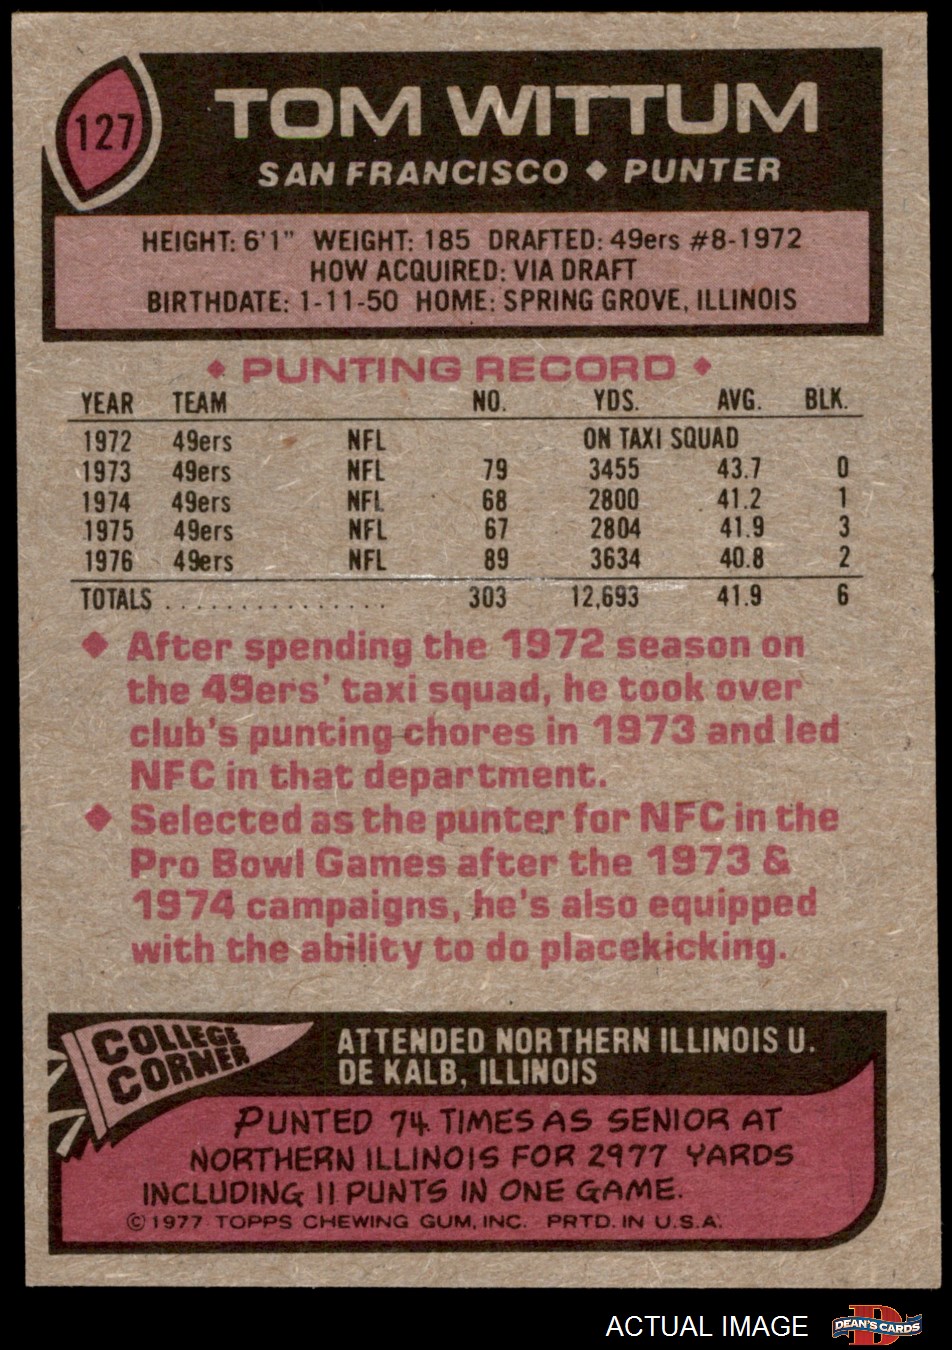 127
TOM WITTUM
SAN FRANCISCO ◆ PUNTER
HEIGHT: 6'1" WEIGHT: 185 DRAFTED: 49ers #8-1972
HOW ACQUIRED: VIA DRAFT
BIRTHDATE: 1-11-50 HOME: SPRING GROVE, ILLINOIS
◆ PUNTING RECORD ◆
YEAR TEAM NO. YDS. AVG. BLK.
1972 49ers NFL ON TAXI SQUAD
1973 49ers NFL 79 3455 43.7 0
1974 49ers NFL 68 2800 41.2 1
1975 49ers NFL 67 2804 41.9 3
1976 49ers NFL 89 3634 40.8 2
TOTALS ................ 303 12,693 41.9 6
◆ After spending the 1972 season on
the 49ers' taxi squad, he took over
club's punting chores in 1973 and led
NFC in that department.
◆ Selected as the punter for NFC in the
Pro Bowl Games after the 1973 &
1974 campaigns, he's also equipped
with the ability to do placekicking.
COLLEGE
CORNER
ATTENDED NORTHERN ILLINOIS U.
DE KALB, ILLINOIS
PUNTED 74 TIMES AS SENIOR AT
NORTHERN ILLINOIS FOR 2977 YARDS
INCLUDING 11 PUNTS IN ONE GAME.
©1977 TOPPS CHEWING GUM, INC. PRTD. IN U.S.A.
ACTUAL IMAGE
D
DEAN'S CARDS